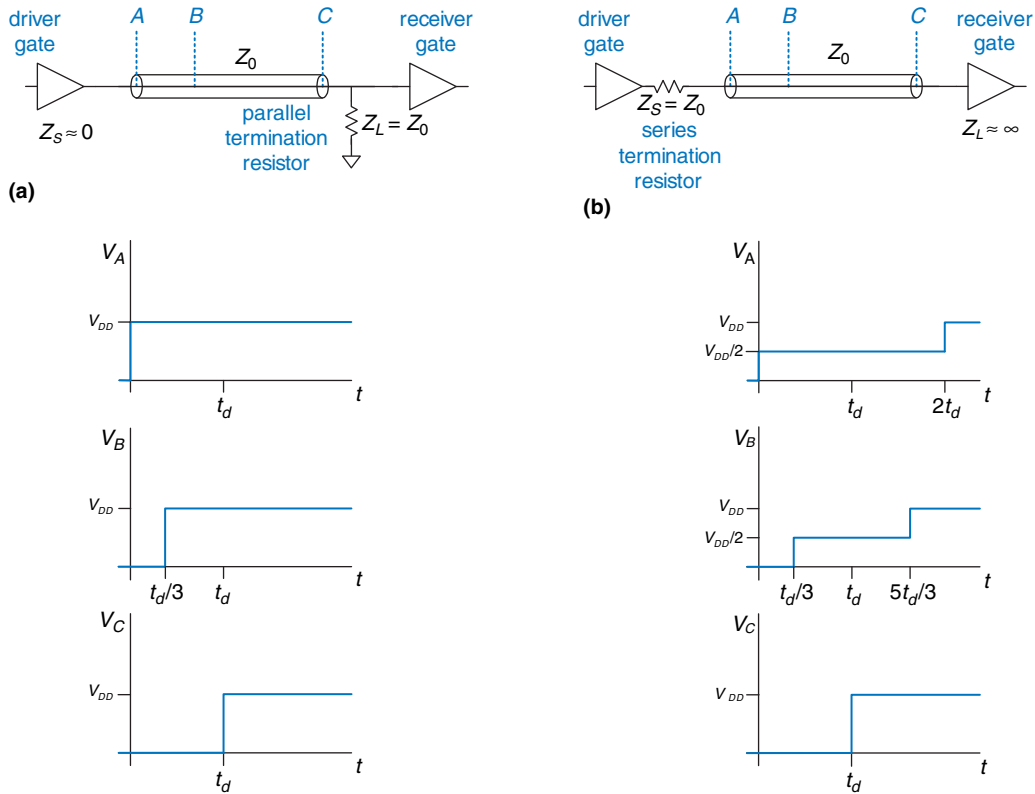 driver
gate
A
B
C
receiver
gate
Z0
ZS ≈ 0
parallel
termination
resistor
ZL = Z0
(a)
driver
gate
A
B
C
receiver
gate
Z0
ZS = Z0
series
termination
resistor
ZL ≈ ∞
(b)
VA
VDD
td
t
VB
VDD
td/3
td
t
VC
VDD
td
t
VA
VDD
VDD/2
td
2td
t
VB
VDD
VDD/2
td/3
td
5td/3
t
VC
VDD
td
t